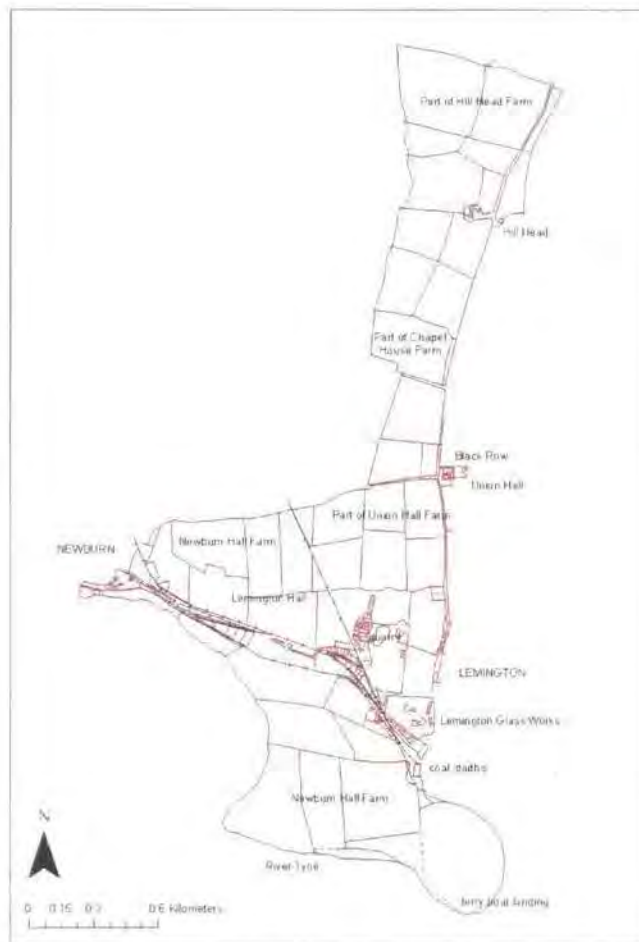 Part of Hill Head Farm
Hill Head
Part of Chapel
House Farm
Black Row
Union Hall
Part of Union Hall Farm
NEWBURN
Newburn Hall Farm
Lemington Hall
Quarry
LEMINGTON
Lemington Glass Works
coal staiths
Newburn Hall Farm
N
River Tyne
ferry boat landing
0 0.15 0.3 0.6 Kilometers